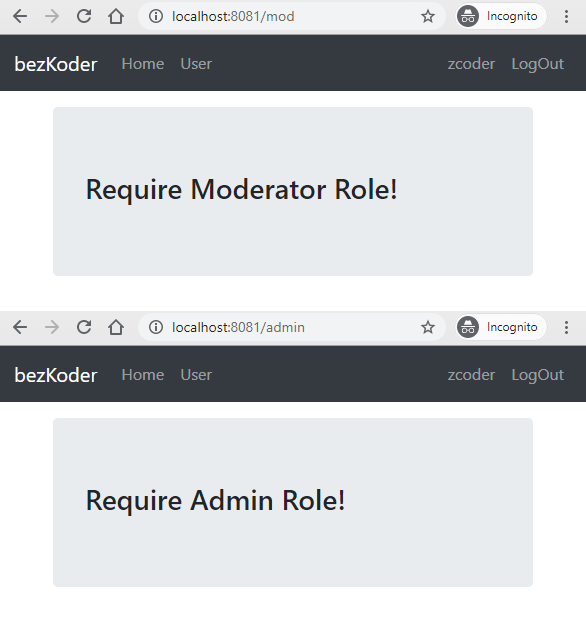 localhost:8081/mod Incognito
bezKoder Home User zcoder LogOut
Require Moderator Role!
localhost:8081/admin Incognito
bezKoder Home User zcoder LogOut
Require Admin Role!